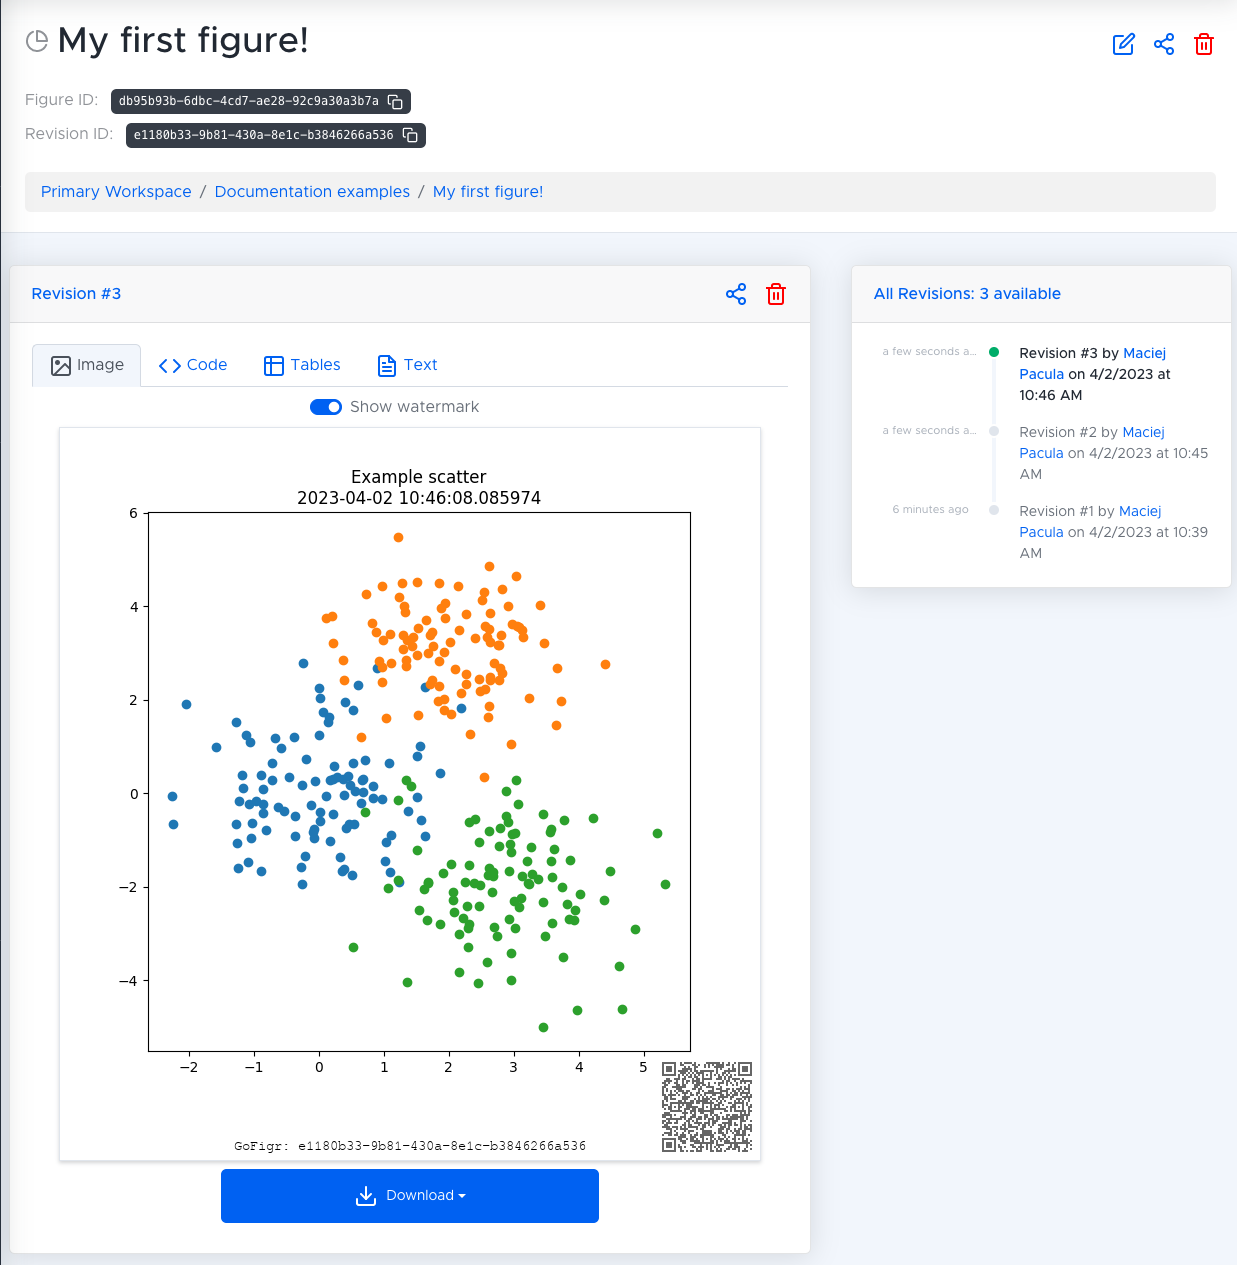 My first figure!
Figure ID: db95b93b-6dbc-4cd7-ae28-92c9a30a3b7a
Revision ID: e1180b33-9b81-430a-8e1c-b3846266a536
Primary Workspace / Documentation examples / My first figure!
Revision #3
Image Code Tables Text
Show watermark
Example scatter
2023-04-02 10:46:08.085974
6
4
2
0
−2
−4
−2 −1 0 1 2 3 4 5
GoFigr: e1180b33-9b81-430a-8e1c-b3846266a536
Download
All Revisions: 3 available
a few seconds a...
Revision #3 by Maciej
Pacula on 4/2/2023 at
10:46 AM
a few seconds a...
Revision #2 by Maciej
Pacula on 4/2/2023 at 10:45
AM
6 minutes ago
Revision #1 by Maciej
Pacula on 4/2/2023 at 10:39
AM